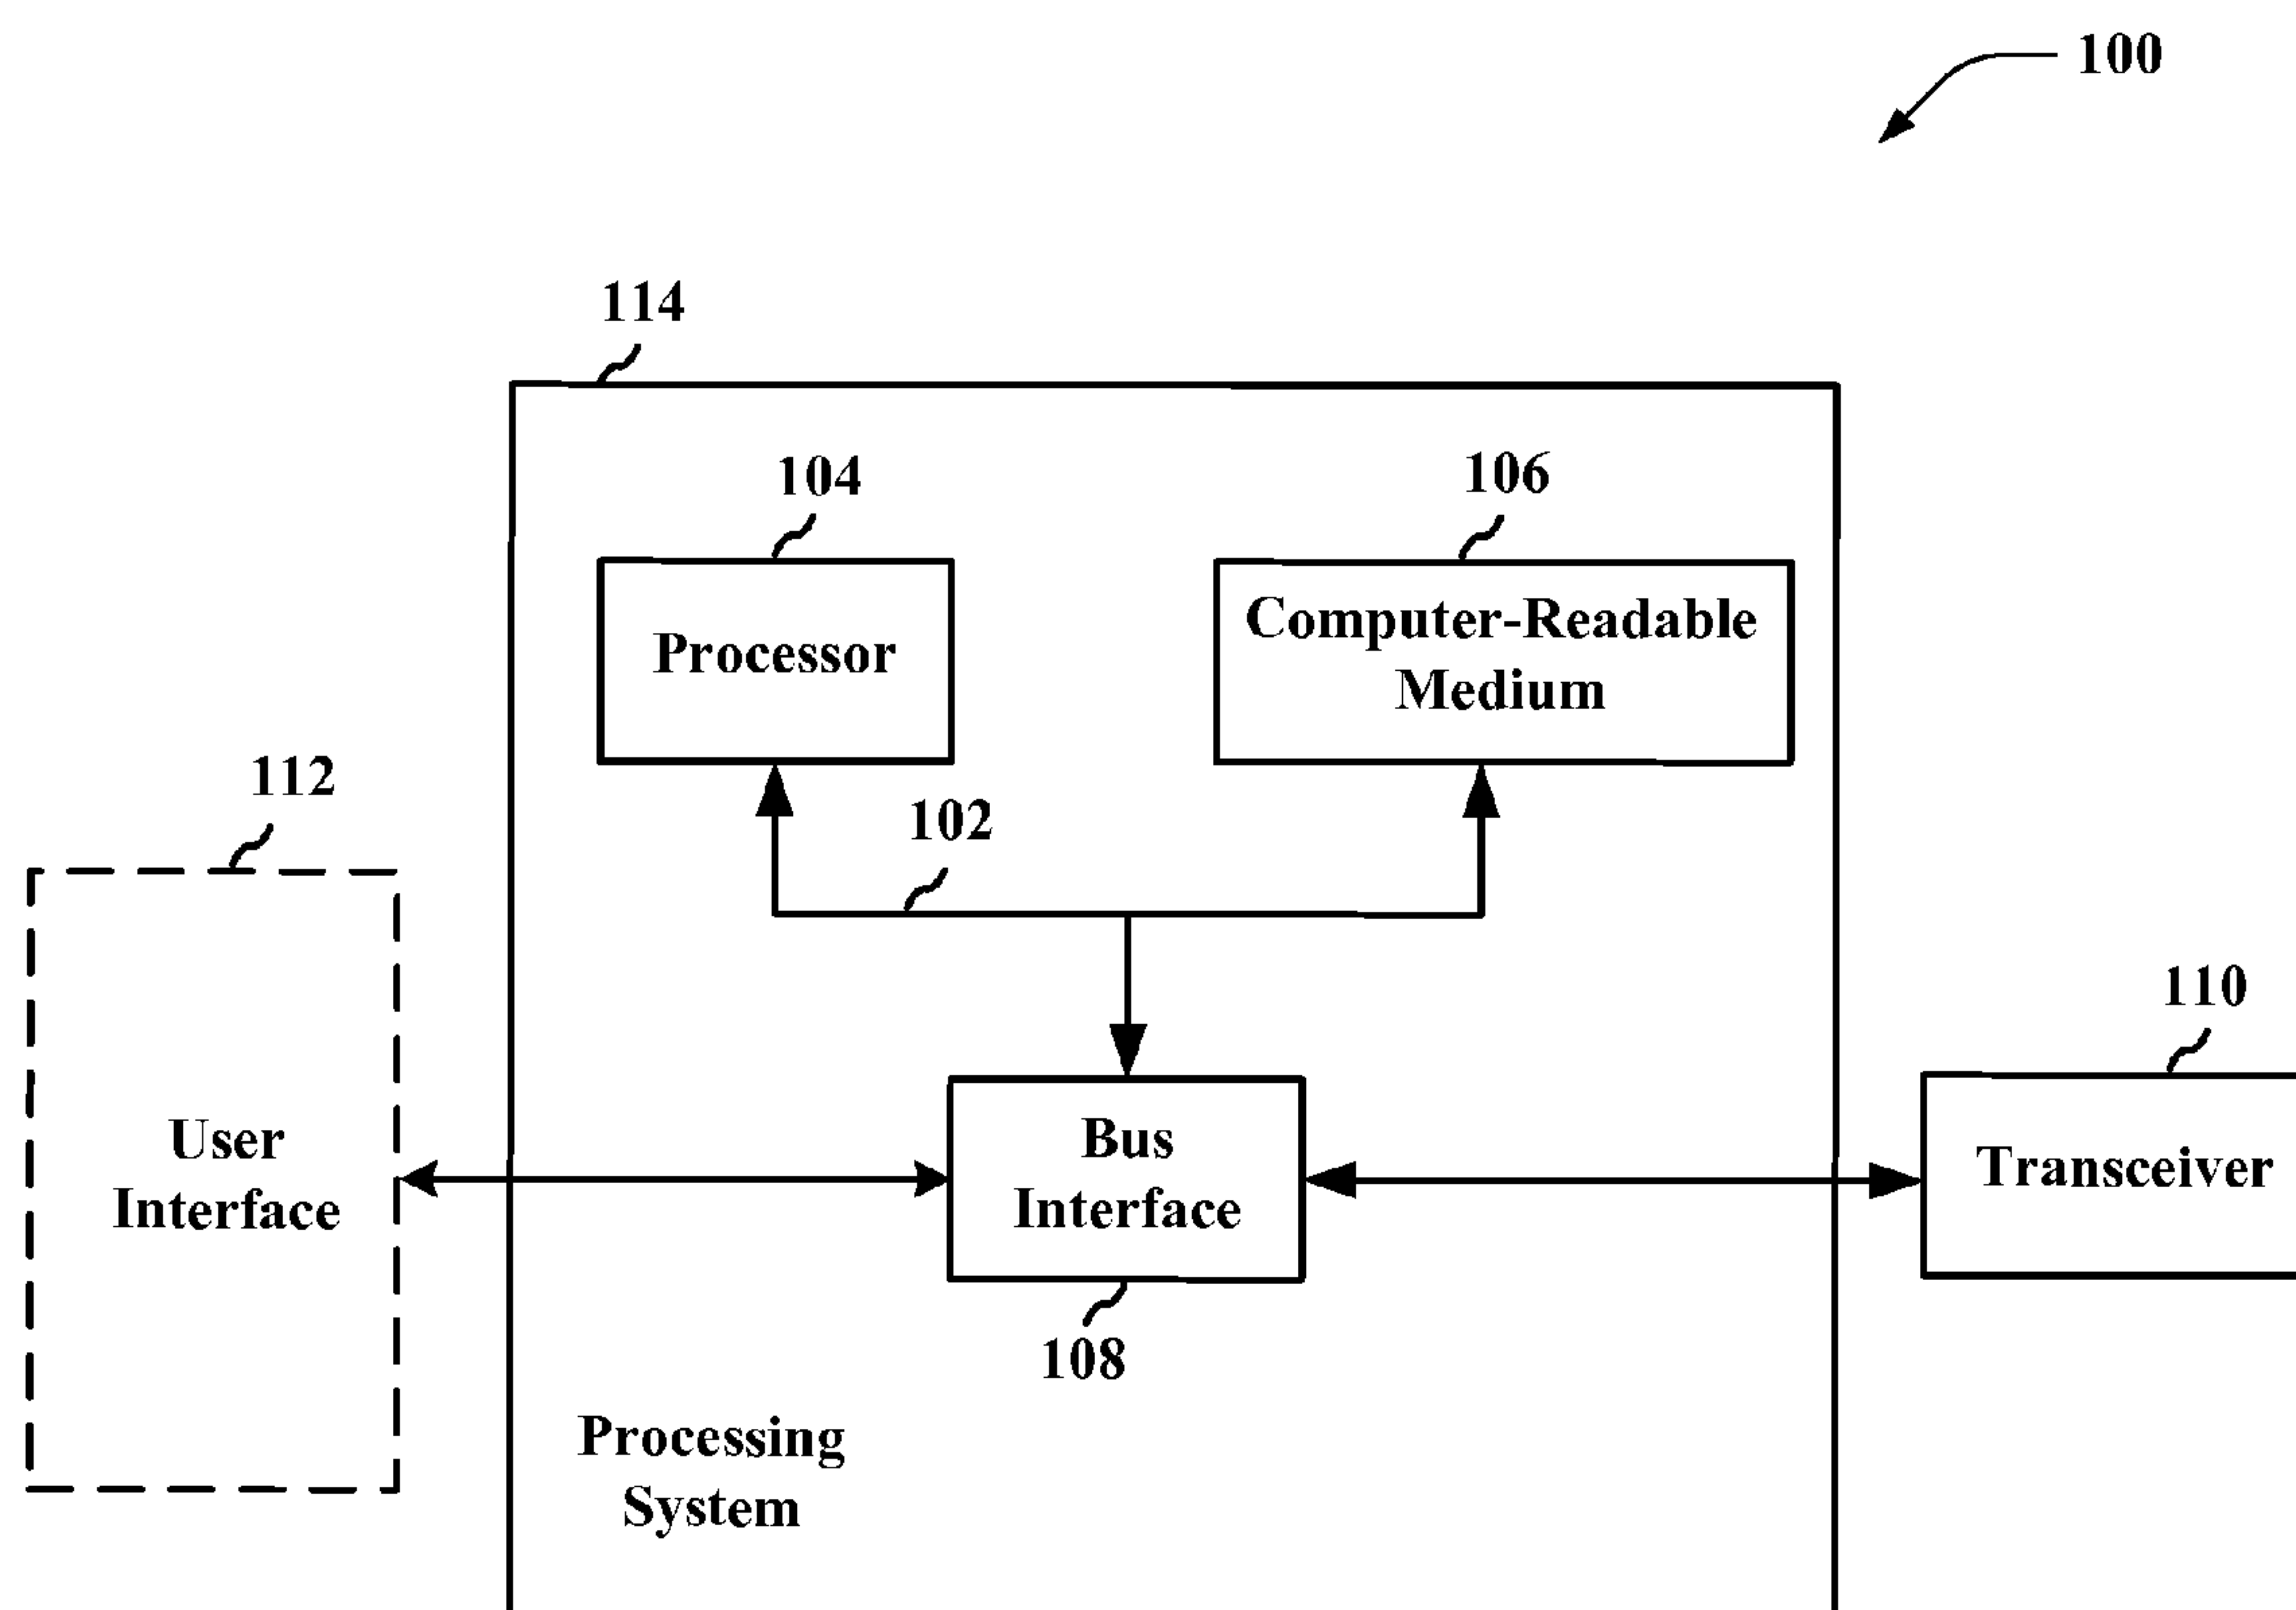 100
114
104
106
Processor
Computer-Readable
Medium
112
102
110
User
Interface
Bus
Interface
Transceiver
108
Processing
System